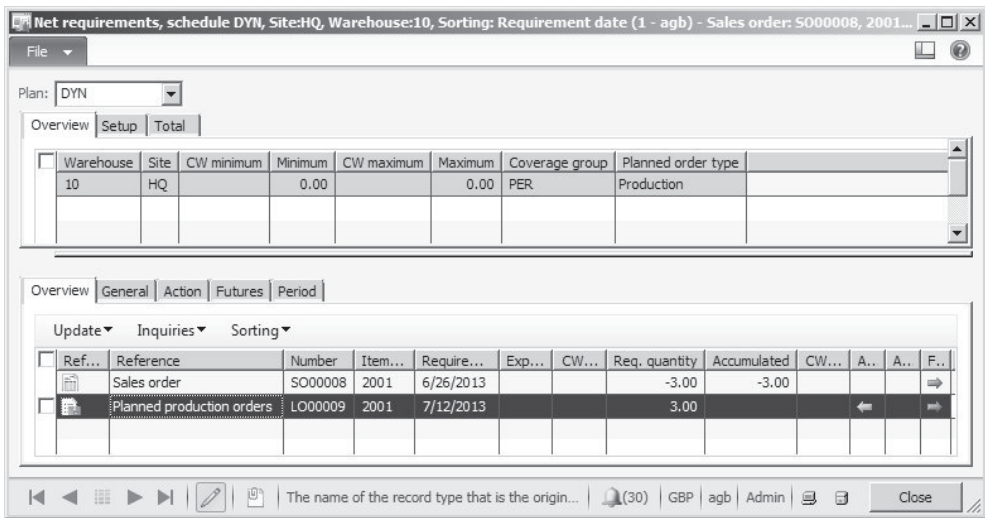 Net requirements, schedule DYN, Site:HQ, Warehouse:10, Sorting: Requirement date (1 - agb) - Sales order: SO00008, 2001...
File
Plan: DYN
Overview Setup Total
Warehouse Site CW minimum Minimum CW maximum Maximum Coverage group Planned order type
10 HQ 0.00 0.00 PER Production
Overview General Action Futures Period
Update Inquiries Sorting
Ref... Reference Number Item... Require... Exp... CW... Req. quantity Accumulated CW... A... A... F...
Sales order SO00008 2001 6/26/2013 -3.00 -3.00
Planned production orders LO00009 2001 7/12/2013 3.00
The name of the record type that is the origin... (30) GBP agb Admin Close